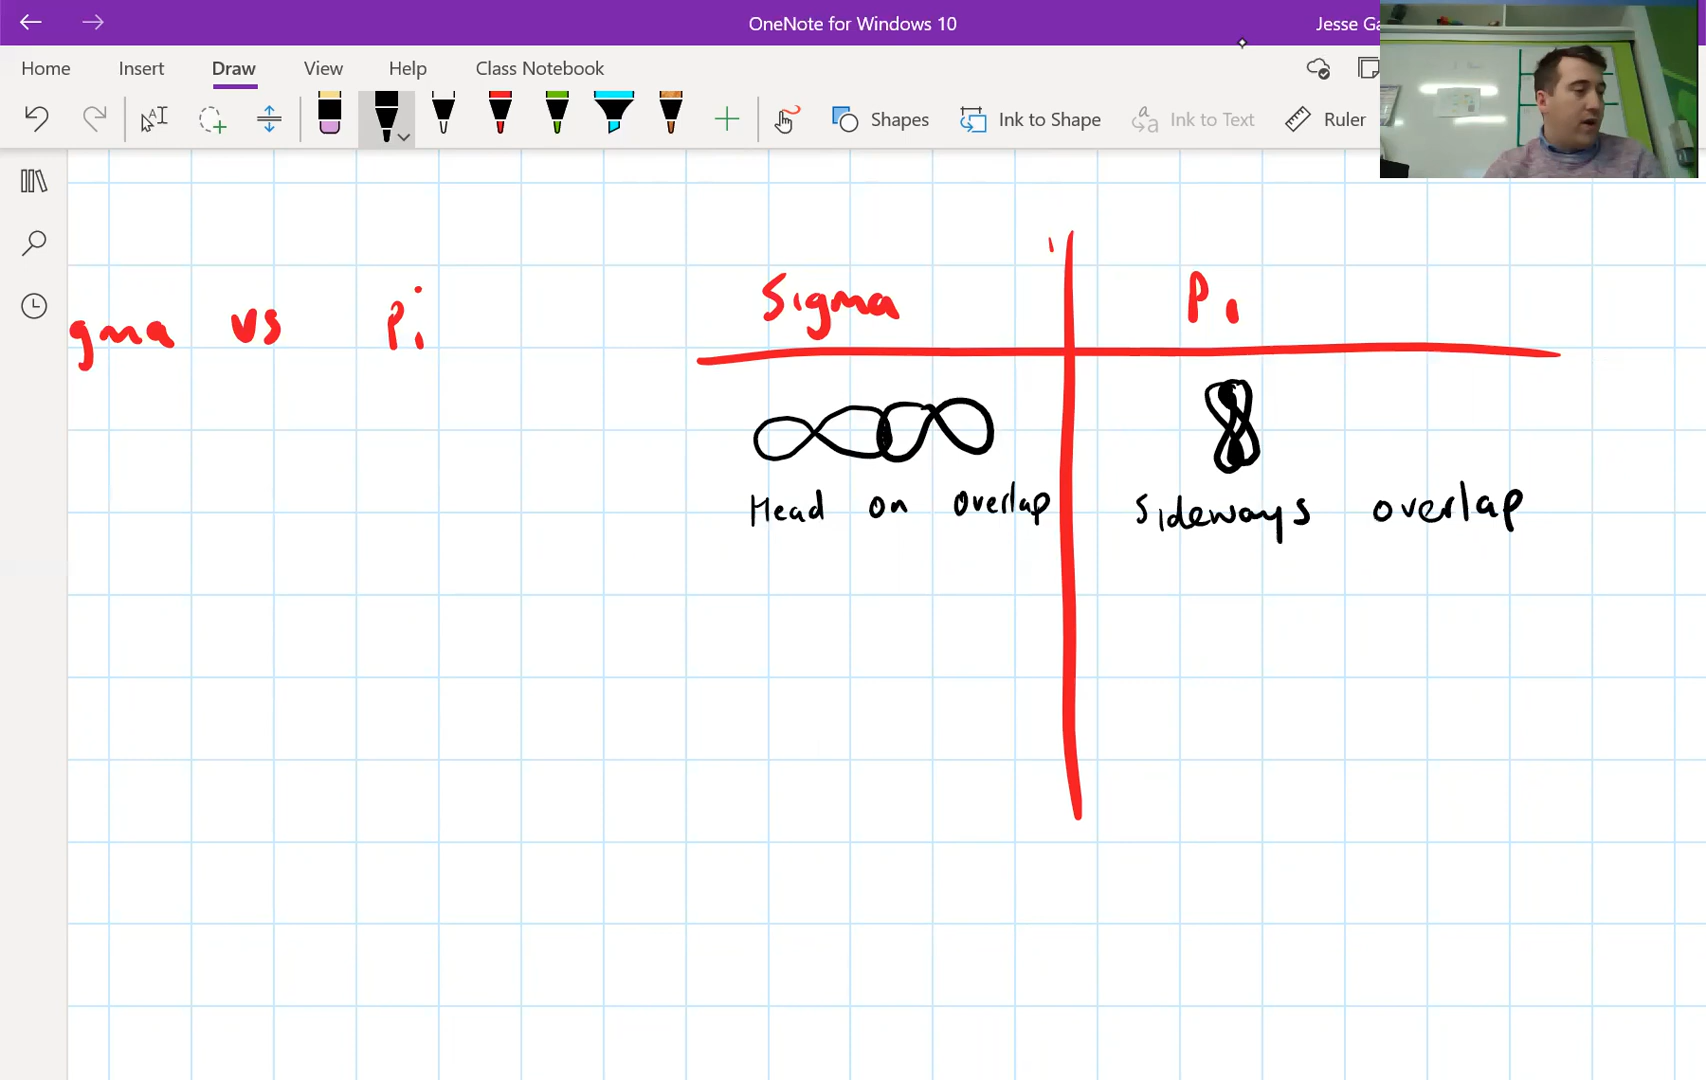 OneNote for Windows 10
Jesse Ga
Home Insert Draw View Help Class Notebook
Shapes Ink to Shape Ink to Text Ruler
gma vs Pi
Sigma Pi
Head on overlap
Sideways overlap